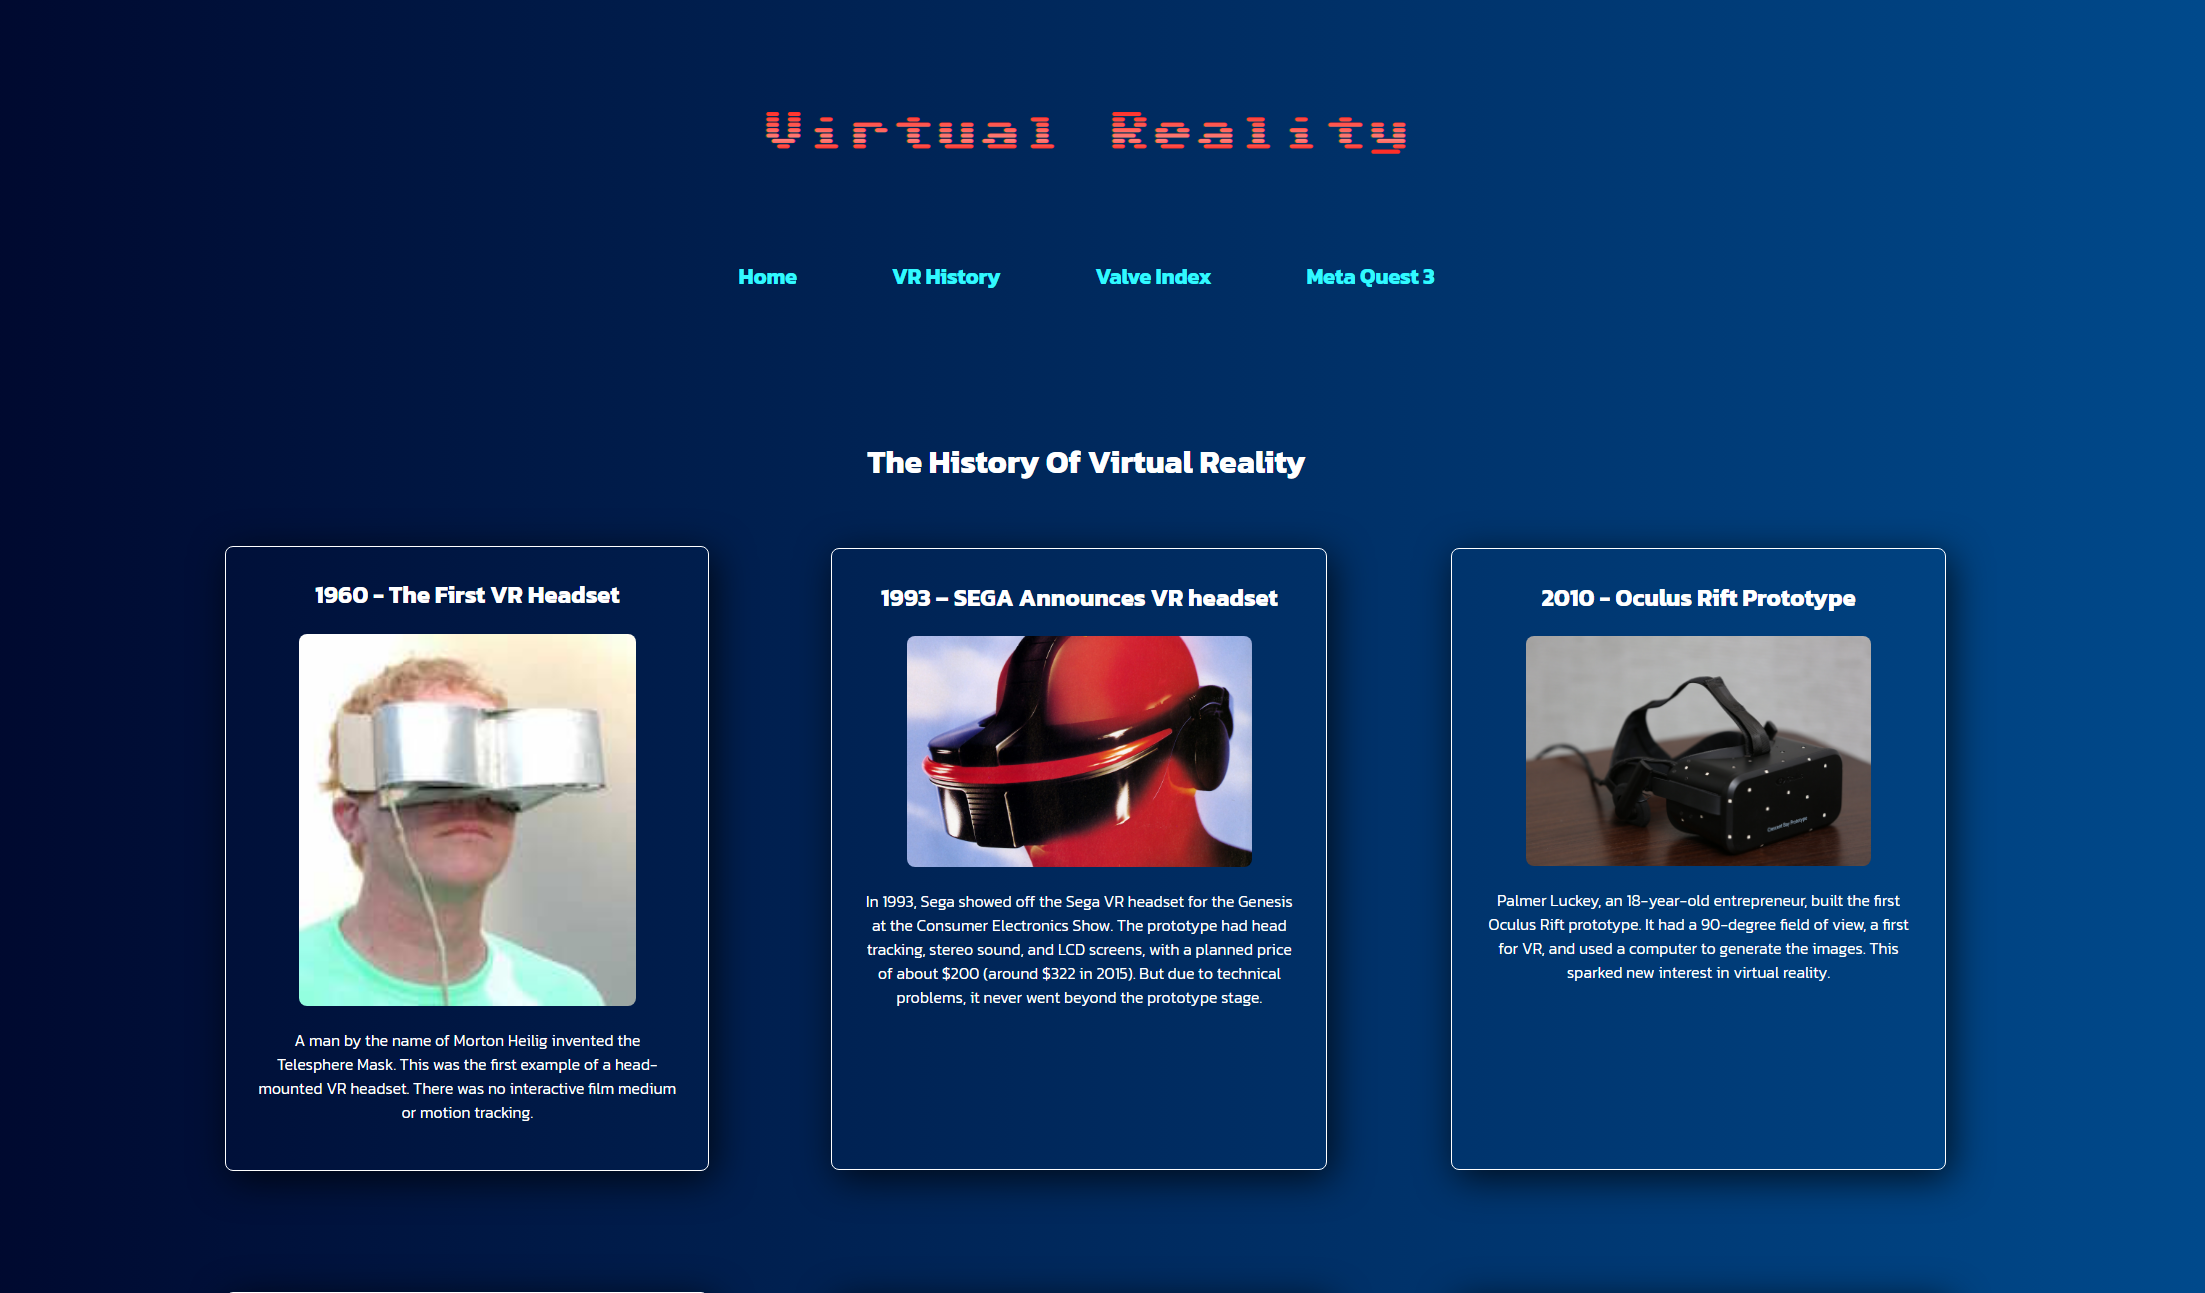 Virtual Reality
Home
VR History
Valve Index
Meta Quest 3
The History Of Virtual Reality
1960 - The First VR Headset
A man by the name of Morton Heilig invented the
Telesphere Mask. This was the first example of a head-
mounted VR headset. There was no interactive film medium
or motion tracking.
1993 – SEGA Announces VR headset
In 1993, Sega showed off the Sega VR headset for the Genesis
at the Consumer Electronics Show. The prototype had head
tracking, stereo sound, and LCD screens, with a planned price
of about $200 (around $322 in 2015). But due to technical
problems, it never went beyond the prototype stage.
2010 - Oculus Rift Prototype
Crescent Bay Prototype
Palmer Luckey, an 18-year-old entrepreneur, built the first
Oculus Rift prototype. It had a 90-degree field of view, a first
for VR, and used a computer to generate the images. This
sparked new interest in virtual reality.